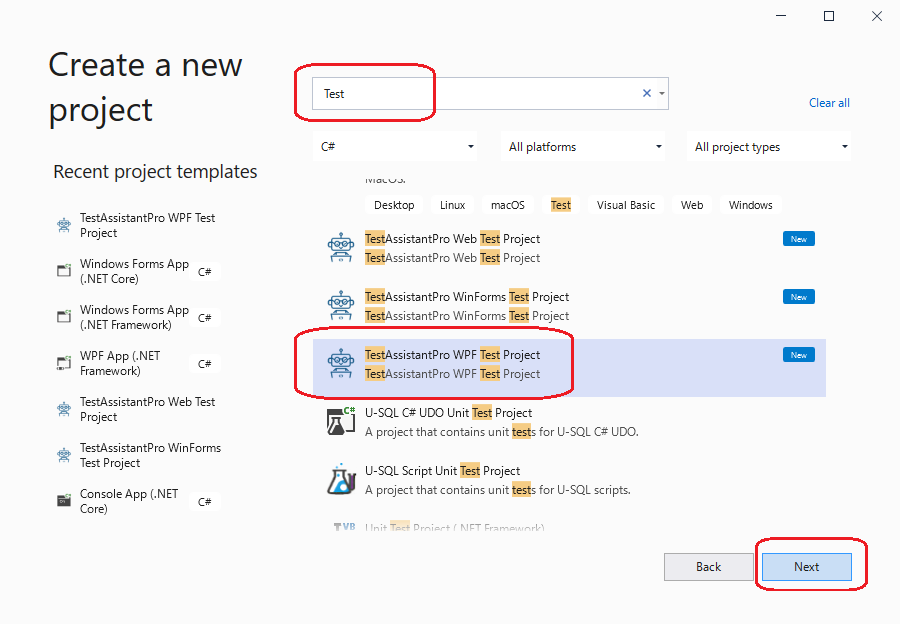 Create a new
project
Recent project templates
TestAssistantPro WPF Test
Project
Windows Forms App
(.NET Core)
C#
Windows Forms App
(.NET Framework)
C#
WPF App (.NET
Framework)
C#
TestAssistantPro Web Test
Project
TestAssistantPro WinForms
Test Project
Console App (.NET
Core)
C#
Test
Clear all
C#
All platforms
All project types
MacOS.
Desktop Linux macOS Test Visual Basic Web Windows
TestAssistantPro Web Test Project
New
TestAssistantPro Web Test Project
TestAssistantPro WinForms Test Project
New
TestAssistantPro WinForms Test Project
TestAssistantPro WPF Test Project
New
TestAssistantPro WPF Test Project
C#
U-SQL C# UDO Unit Test Project
A project that contains unit tests for U-SQL C# UDO.
U-SQL Script Unit Test Project
A project that contains unit tests for U-SQL scripts.
VB
Unit Test Project (.NET Framework)
Back
Next